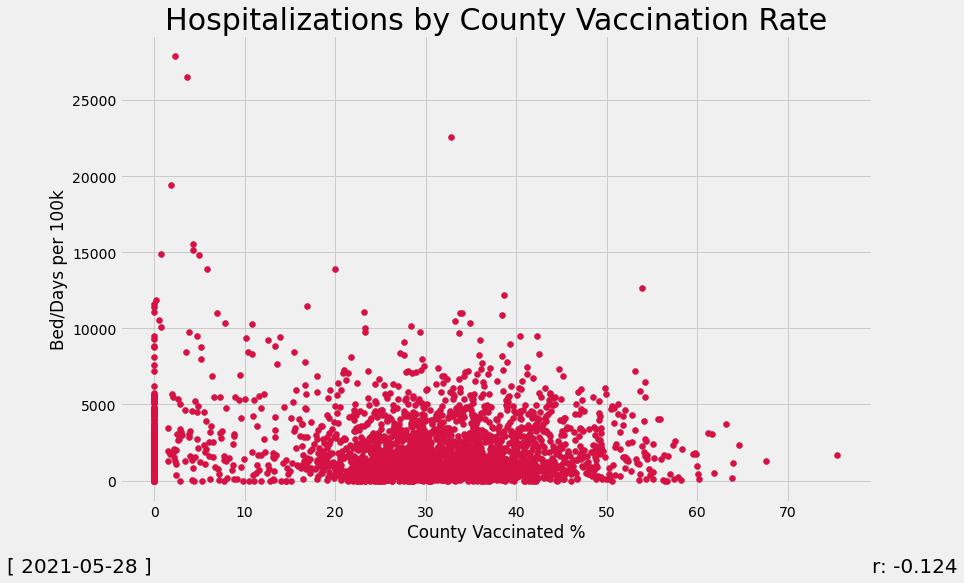 Hospitalizations by County Vaccination Rate
25000
20000
15000
10000
5000
0
Bed/Days per 100k
0 10 20 30 40 50 60 70
County Vaccinated %
[ 2021-05-28 ] r: -0.124